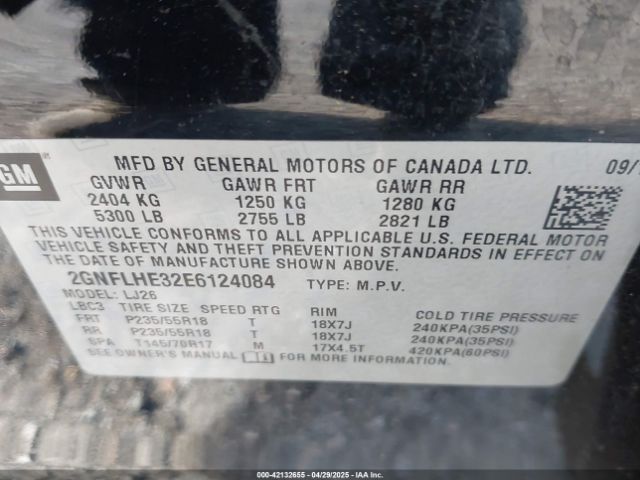 GM
MFD BY GENERAL MOTORS OF CANADA LTD. 09/
GVWR GAWR FRT GAWR RR
2404 KG 1250 KG 1280 KG
5300 LB 2755 LB 2821 LB
THIS VEHICLE CONFORMS TO ALL APPLICABLE U.S. FEDERAL MOTOR
VEHICLE SAFETY AND THEFT PREVENTION STANDARDS IN EFFECT ON
THE DATE OF MANUFACTURE SHOWN ABOVE.
2GNFLHE32E6124084 TYPE: M.P.V.
MODEL: LJ26
LBC3 TIRE SIZE SPEED RTG RIM COLD TIRE PRESSURE
FRT P235/55R18 T 18X7J 240KPA(35PSI)
RR P235/55R18 T 18X7J 240KPA(35PSI)
SPA T145/70R17 M 17X4.5T 420KPA(60PSI)
SEE OWNER'S MANUAL FOR MORE INFORMATION.
© IAA 42132655 04/29/2025 © IAA, INC.